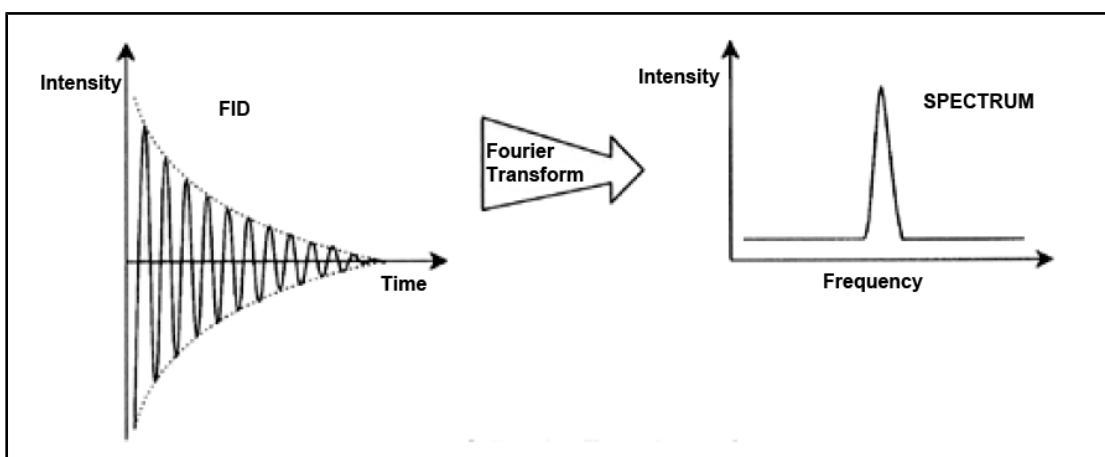 Intensity
FID
Time
Fourier
Transform
Intensity
SPECTRUM
Frequency